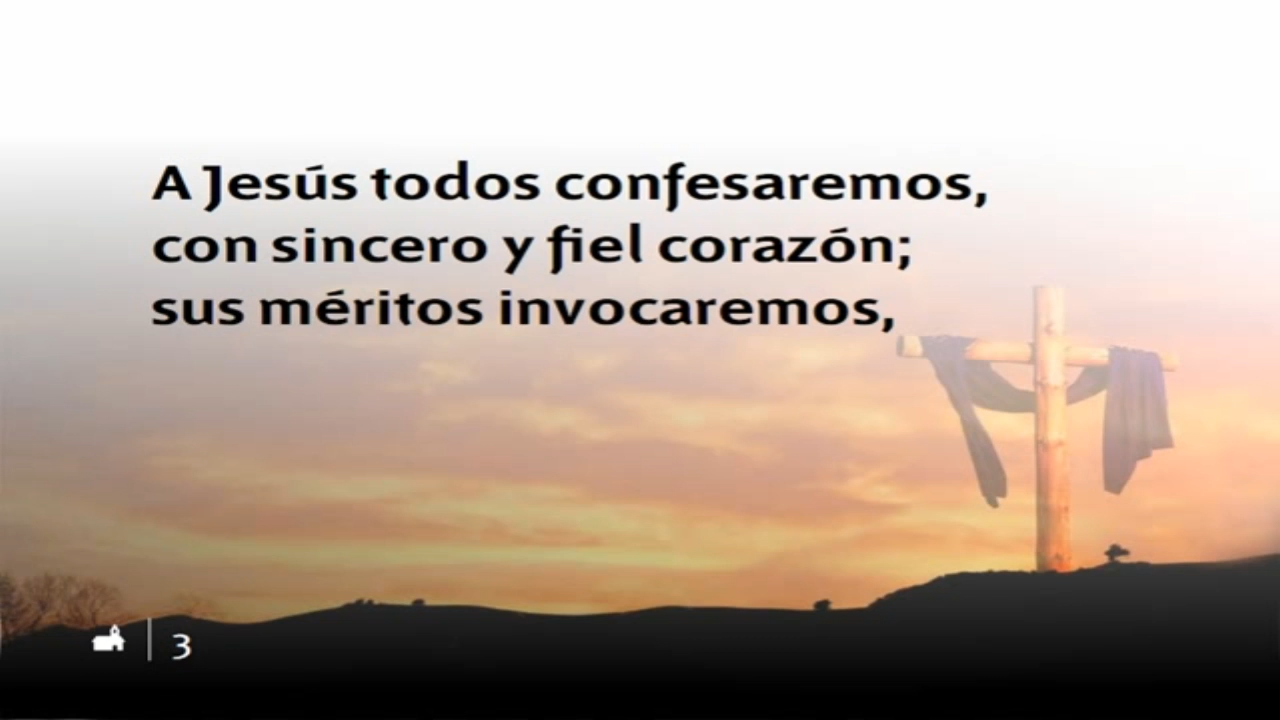 A Jesús todos confesaremos,
con sincero y fiel corazón;
sus méritos invocaremos,
3